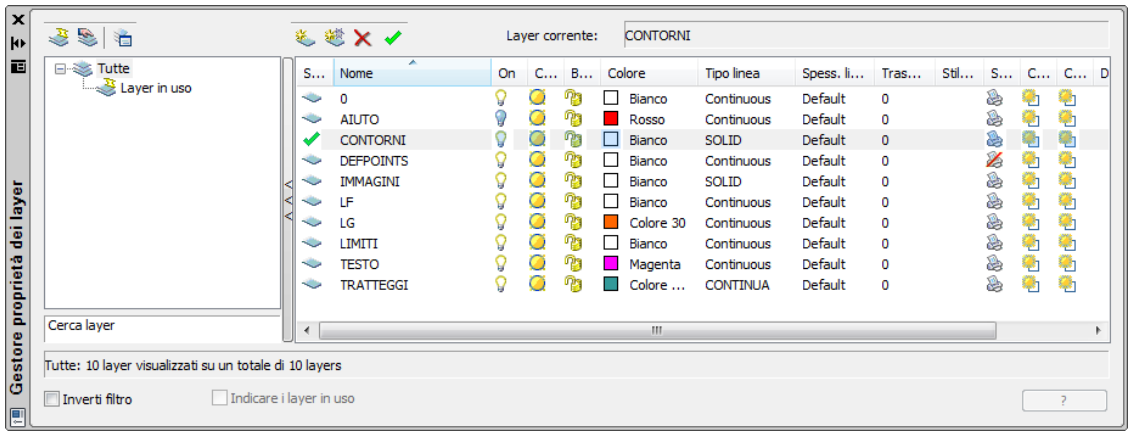 Gestore proprietà dei layer
Layer corrente: CONTORNI
Tutte
Layer in uso
Cerca layer
S... Nome On C... B... Colore Tipo linea Spess. li... Tras... Stil... S... C... C... D
0 Bianco Continuous Default 0
AIUTO Rosso Continuous Default 0
CONTORNI Bianco SOLID Default 0
DEFPOINTS Bianco Continuous Default 0
IMMAGINI Bianco SOLID Default 0
LF Bianco Continuous Default 0
LG Colore 30 Continuous Default 0
LIMITI Bianco Continuous Default 0
TESTO Magenta Continuous Default 0
TRATTEGGI Colore ... CONTINUA Default 0
Tutte: 10 layer visualizzati su un totale di 10 layers
Inverti filtro Indicare i layer in uso ?